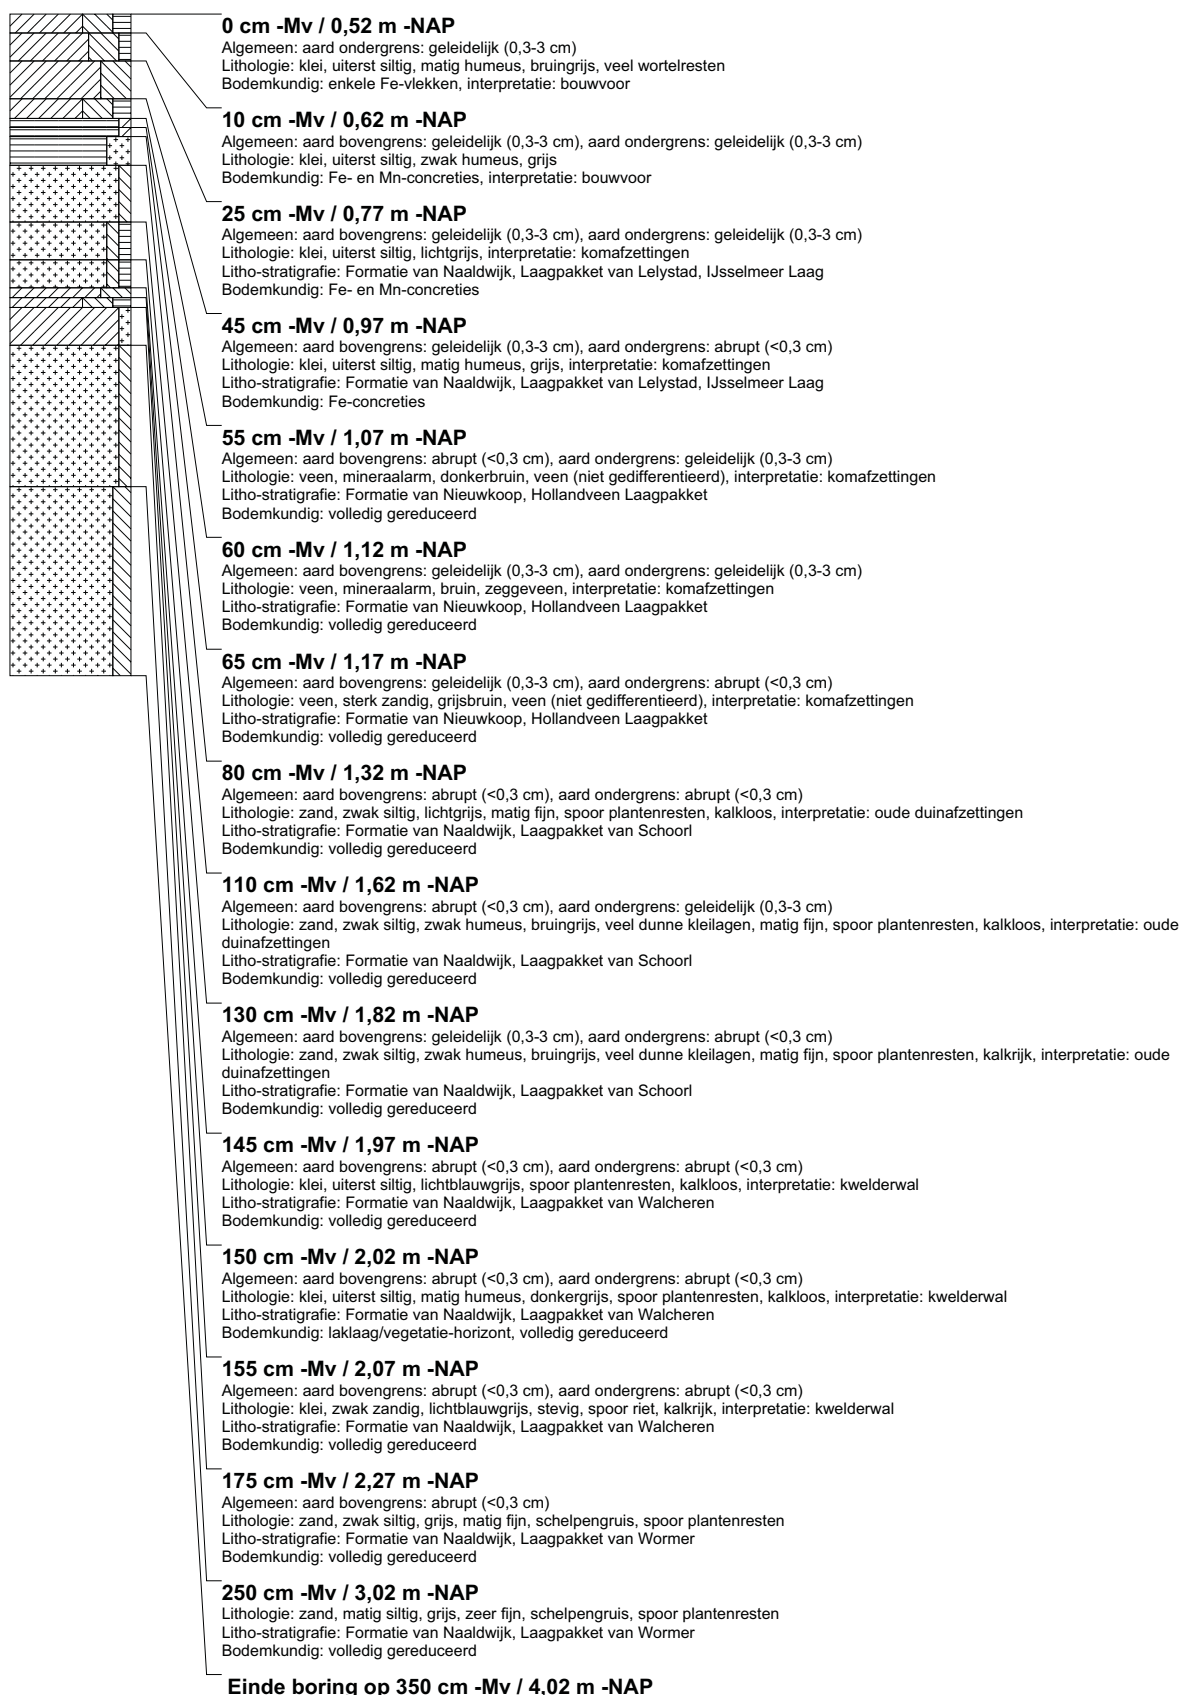 0 cm -Mv / 0,52 m -NAP
Algemeen: aard ondergrens: geleidelijk (0,3-3 cm)
Lithologie: klei, uiterst siltig, matig humeus, bruingrijs, veel wortelresten
Bodemkundig: enkele Fe-vlekken, interpretatie: bouwvoor
10 cm -Mv / 0,62 m -NAP
Algemeen: aard bovengrens: geleidelijk (0,3-3 cm), aard ondergrens: geleidelijk (0,3-3 cm)
Lithologie: klei, uiterst siltig, zwak humeus, grijs
Bodemkundig: Fe- en Mn-concreties, interpretatie: bouwvoor
25 cm -Mv / 0,77 m -NAP
Algemeen: aard bovengrens: geleidelijk (0,3-3 cm), aard ondergrens: geleidelijk (0,3-3 cm)
Lithologie: klei, uiterst siltig, lichtgrijs, interpretatie: komafzettingen
Litho-stratigrafie: Formatie van Naaldwijk, Laagpakket van Lelystad, IJsselmeer Laag
Bodemkundig: Fe- en Mn-concreties
45 cm -Mv / 0,97 m -NAP
Algemeen: aard bovengrens: geleidelijk (0,3-3 cm), aard ondergrens: abrupt (<0,3 cm)
Lithologie: klei, uiterst siltig, matig humeus, grijs, interpretatie: komafzettingen
Litho-stratigrafie: Formatie van Naaldwijk, Laagpakket van Lelystad, IJsselmeer Laag
Bodemkundig: Fe-concreties
55 cm -Mv / 1,07 m -NAP
Algemeen: aard bovengrens: abrupt (<0,3 cm), aard ondergrens: geleidelijk (0,3-3 cm)
Lithologie: veen, mineraalarm, donkerbruin, veen (niet gedifferentieerd), interpretatie: komafzettingen
Litho-stratigrafie: Formatie van Nieuwkoop, Hollandveen Laagpakket
Bodemkundig: volledig gereduceerd
60 cm -Mv / 1,12 m -NAP
Algemeen: aard bovengrens: geleidelijk (0,3-3 cm), aard ondergrens: geleidelijk (0,3-3 cm)
Lithologie: veen, mineraalarm, bruin, zeggeveen, interpretatie: komafzettingen
Litho-stratigrafie: Formatie van Nieuwkoop, Hollandveen Laagpakket
Bodemkundig: volledig gereduceerd
65 cm -Mv / 1,17 m -NAP
Algemeen: aard bovengrens: geleidelijk (0,3-3 cm), aard ondergrens: abrupt (<0,3 cm)
Lithologie: veen, sterk zandig, grijsbruin, veen (niet gedifferentieerd), interpretatie: komafzettingen
Litho-stratigrafie: Formatie van Nieuwkoop, Hollandveen Laagpakket
Bodemkundig: volledig gereduceerd
80 cm -Mv / 1,32 m -NAP
Algemeen: aard bovengrens: abrupt (<0,3 cm), aard ondergrens: abrupt (<0,3 cm)
Lithologie: zand, zwak siltig, lichtgrijs, matig fijn, spoor plantenresten, kalkloos, interpretatie: oude duinafzettingen
Litho-stratigrafie: Formatie van Naaldwijk, Laagpakket van Schoorl
Bodemkundig: volledig gereduceerd
110 cm -Mv / 1,62 m -NAP
Algemeen: aard bovengrens: abrupt (<0,3 cm), aard ondergrens: geleidelijk (0,3-3 cm)
Lithologie: zand, zwak siltig, zwak humeus, bruingrijs, veel dunne kleilagen, matig fijn, spoor plantenresten, kalkloos, interpretatie: oude
duinafzettingen
Litho-stratigrafie: Formatie van Naaldwijk, Laagpakket van Schoorl
Bodemkundig: volledig gereduceerd
130 cm -Mv / 1,82 m -NAP
Algemeen: aard bovengrens: geleidelijk (0,3-3 cm), aard ondergrens: abrupt (<0,3 cm)
Lithologie: zand, zwak siltig, zwak humeus, bruingrijs, veel dunne kleilagen, matig fijn, spoor plantenresten, kalkrijk, interpretatie: oude
duinafzettingen
Litho-stratigrafie: Formatie van Naaldwijk, Laagpakket van Schoorl
Bodemkundig: volledig gereduceerd
145 cm -Mv / 1,97 m -NAP
Algemeen: aard bovengrens: abrupt (<0,3 cm), aard ondergrens: abrupt (<0,3 cm)
Lithologie: klei, uiterst siltig, lichtblauwgrijs, spoor plantenresten, kalkloos, interpretatie: kwelderwal
Litho-stratigrafie: Formatie van Naaldwijk, Laagpakket van Walcheren
Bodemkundig: volledig gereduceerd
150 cm -Mv / 2,02 m -NAP
Algemeen: aard bovengrens: abrupt (<0,3 cm), aard ondergrens: abrupt (<0,3 cm)
Lithologie: klei, uiterst siltig, matig humeus, donkergrijs, spoor plantenresten, kalkloos, interpretatie: kwelderwal
Litho-stratigrafie: Formatie van Naaldwijk, Laagpakket van Walcheren
Bodemkundig: laklaag/vegetatie-horizont, volledig gereduceerd
155 cm -Mv / 2,07 m -NAP
Algemeen: aard bovengrens: abrupt (<0,3 cm), aard ondergrens: abrupt (<0,3 cm)
Lithologie: klei, zwak zandig, lichtblauwgrijs, stevig, spoor riet, kalkrijk, interpretatie: kwelderwal
Litho-stratigrafie: Formatie van Naaldwijk, Laagpakket van Walcheren
Bodemkundig: volledig gereduceerd
175 cm -Mv / 2,27 m -NAP
Algemeen: aard bovengrens: abrupt (<0,3 cm)
Lithologie: zand, zwak siltig, grijs, matig fijn, schelpengruis, spoor plantenresten
Litho-stratigrafie: Formatie van Naaldwijk, Laagpakket van Wormer
Bodemkundig: volledig gereduceerd
250 cm -Mv / 3,02 m -NAP
Lithologie: zand, matig siltig, grijs, zeer fijn, schelpengruis, spoor plantenresten
Litho-stratigrafie: Formatie van Naaldwijk, Laagpakket van Wormer
Bodemkundig: volledig gereduceerd
Einde boring op 350 cm -Mv / 4,02 m -NAP